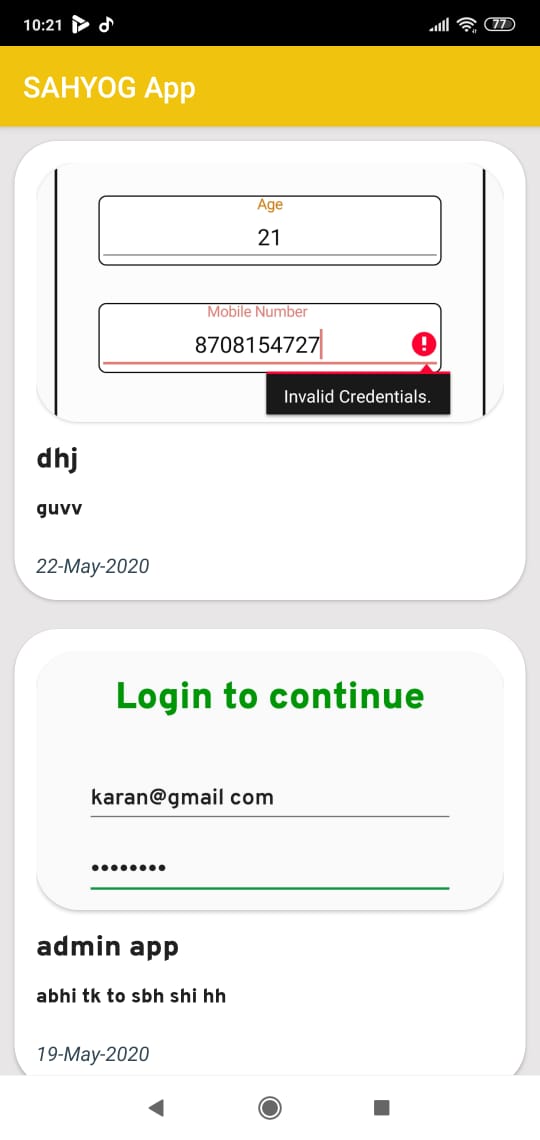 10:21
77
SAHYOG App
Age
21
Mobile Number
8708154727
Invalid Credentials.
dhj
guvv
22-May-2020
Login to continue
karan@gmail com
••••••••
admin app
abhi tk to sbh shi hh
19-May-2020